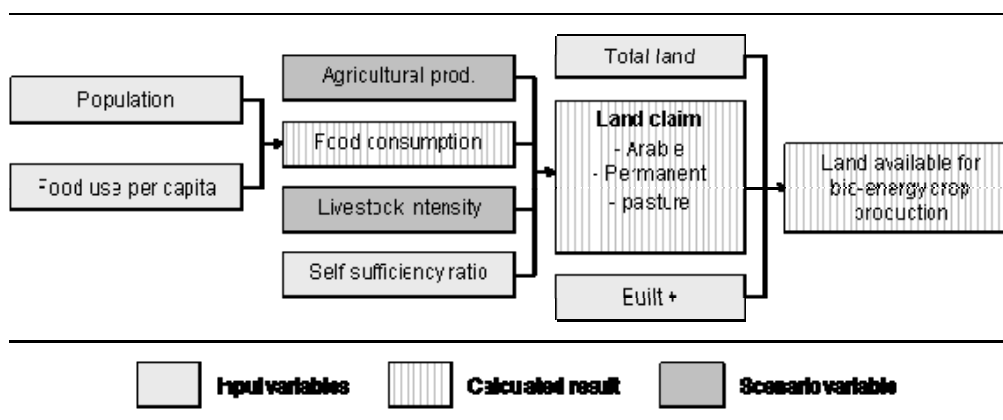 Population
Food use per capita
Agricultural prod.
Food consumption
Livestock intensity
Self sufficiency ratio
Total land
Land claim
- Arable
- Permanent
- pasture
Built +
Land available for
bio-energy crop
production
Input variables
Calculated result
Scenario variable